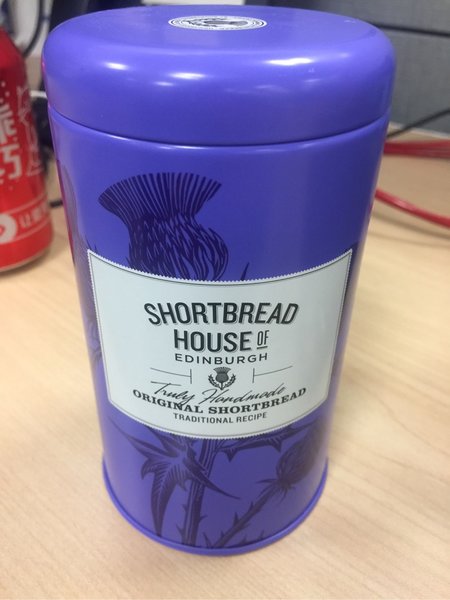 SHORTBREAD
HOUSE OF
EDINBURGH
Truly Handmade
ORIGINAL SHORTBREAD
TRADITIONAL RECIPE